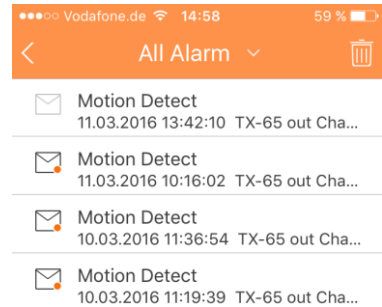 Vodafone.de 14:58 59 %
All Alarm
Motion Detect
11.03.2016 13:42:10 TX-65 out Cha...
Motion Detect
11.03.2016 10:16:02 TX-65 out Cha...
Motion Detect
10.03.2016 11:36:54 TX-65 out Cha...
Motion Detect
10.03.2016 11:19:39 TX-65 out Cha...